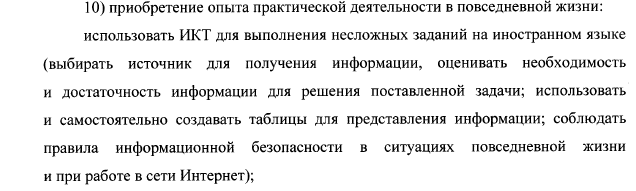 10) приобретение опыта практической деятельности в повседневной жизни:
использовать ИКТ для выполнения несложных заданий на иностранном языке
(выбирать источник для получения информации, оценивать необходимость
и достаточность информации для решения поставленной задачи; использовать
и самостоятельно создавать таблицы для представления информации; соблюдать
правила информационной безопасности в ситуациях повседневной жизни
и при работе в сети Интернет);